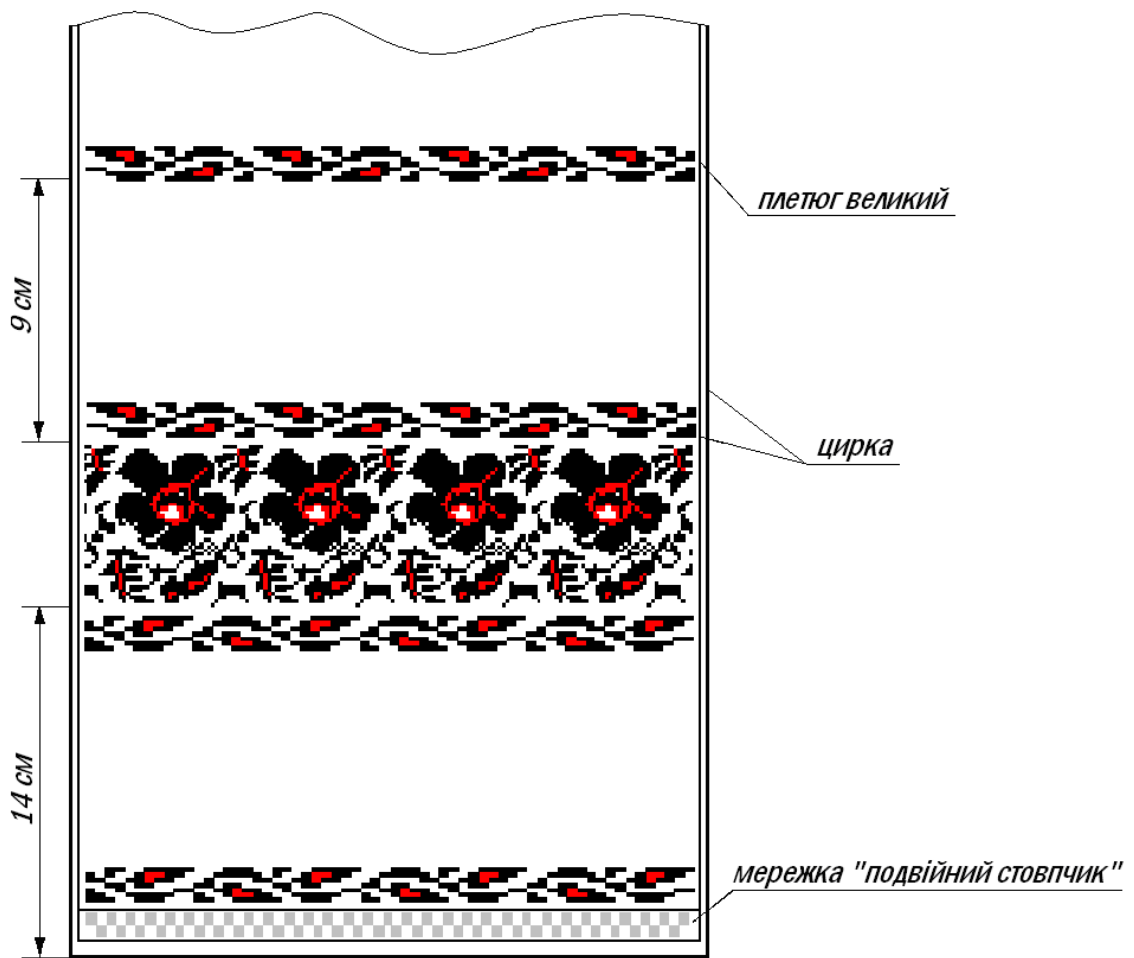 плетюг великий
9 см
цирка
14 см
мережка "подвійний стовпчик"